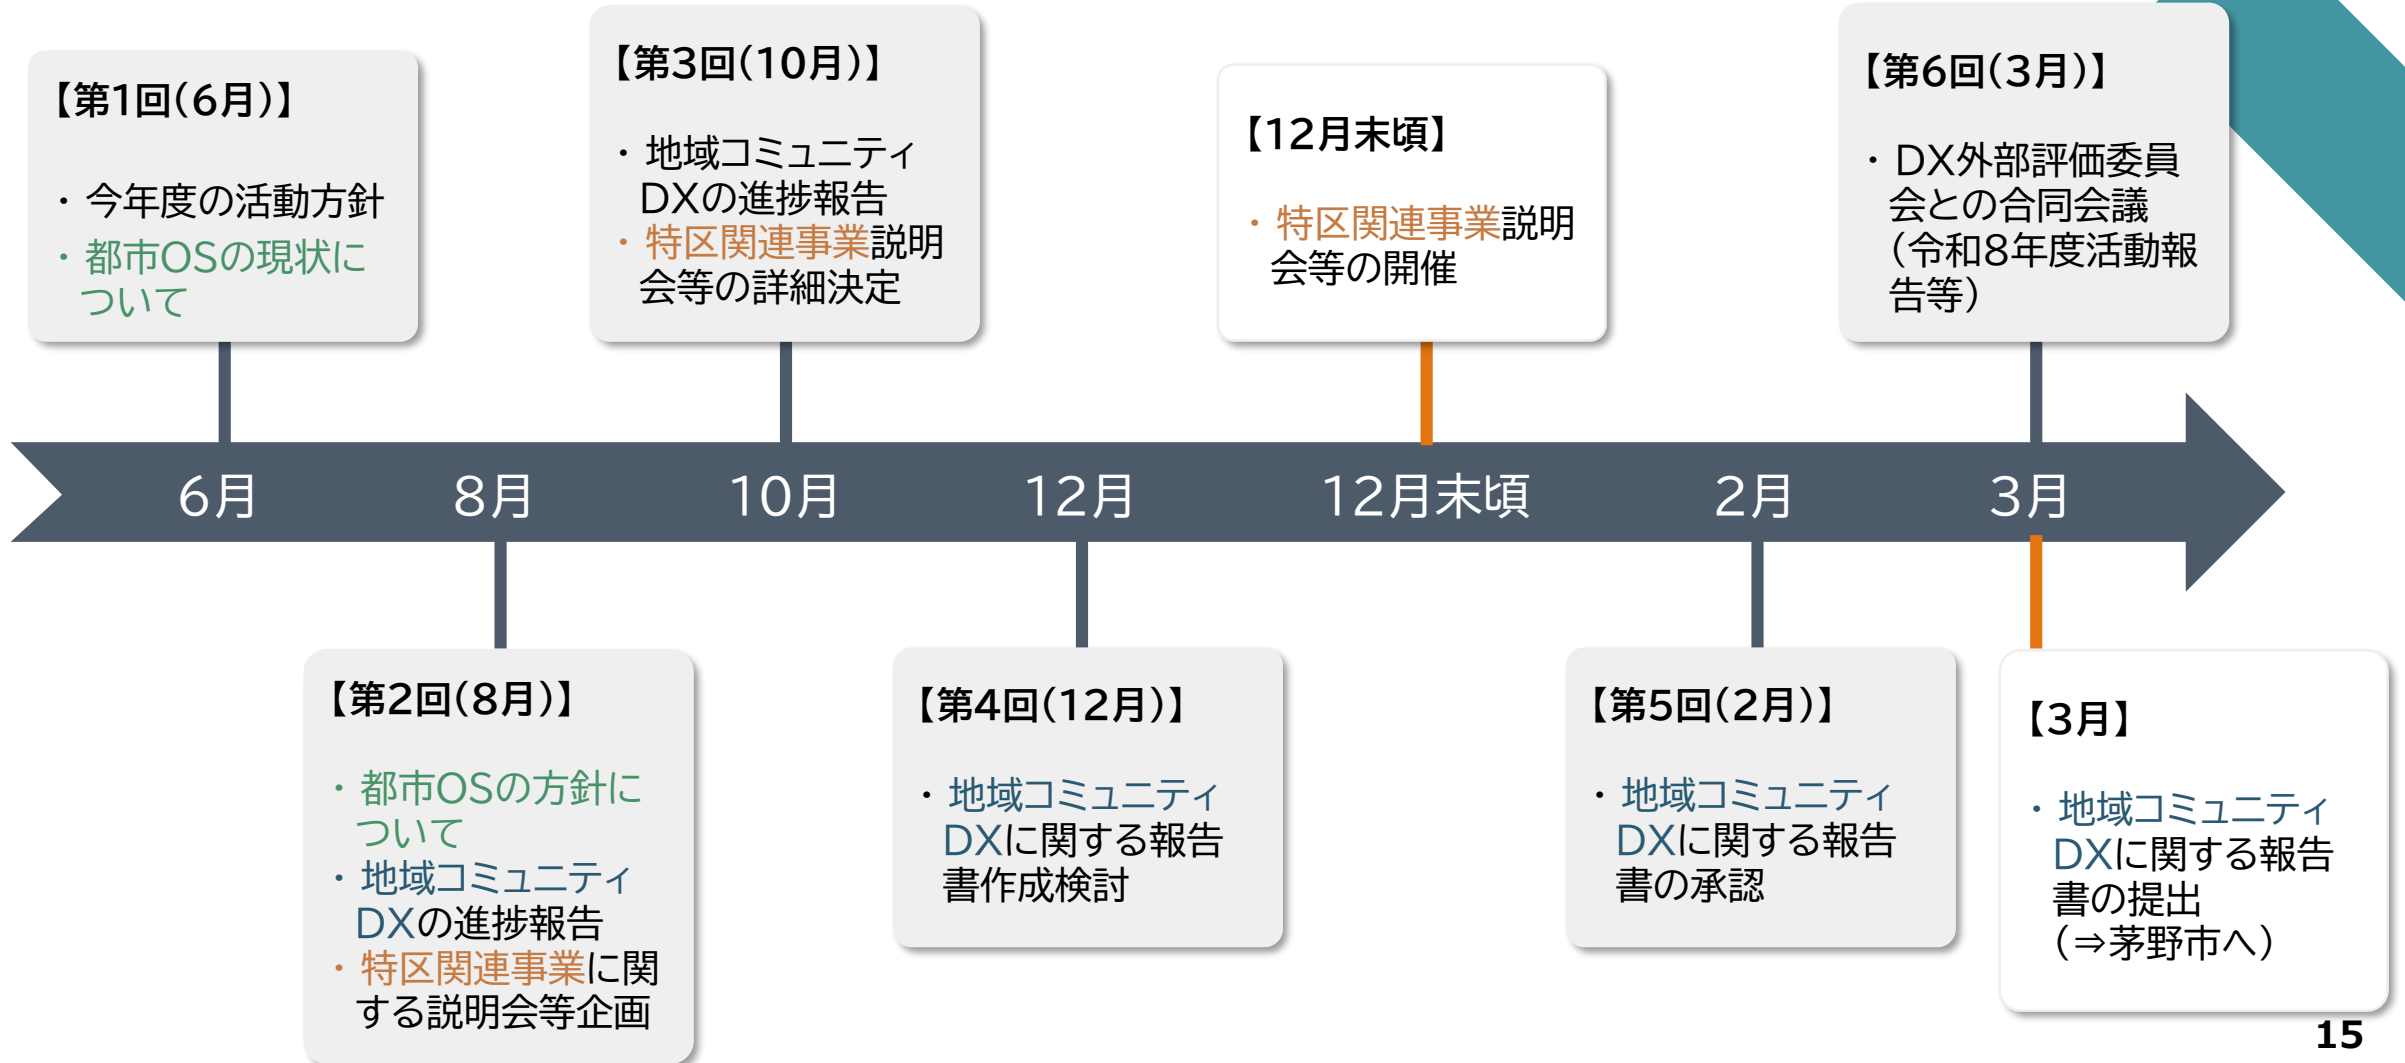 【第1回(6月)】
・今年度の活動方針
・都市OSの現状に
ついて
【第3回(10月)】
・地域コミュニティ
DXの進捗報告
・特区関連事業説明
会等の詳細決定
【12月末頃】
・特区関連事業説明
会等の開催
【第6回(3月)】
・DX外部評価委員
会との合同会議
(令和8年度活動報
告等)
6月
8月
10月
12月
12月末頃
2月
3月
【第2回(8月)】
・都市OSの方針に
ついて
・地域コミュニティ
DXの進捗報告
・特区関連事業に関
する説明会等企画
【第4回(12月)】
・地域コミュニティ
DXに関する報告
書作成検討
【第5回(2月)】
・地域コミュニティ
DXに関する報告
書の承認
【3月】
・地域コミュニティ
DXに関する報告
書の提出
(⇒茅野市へ)
15